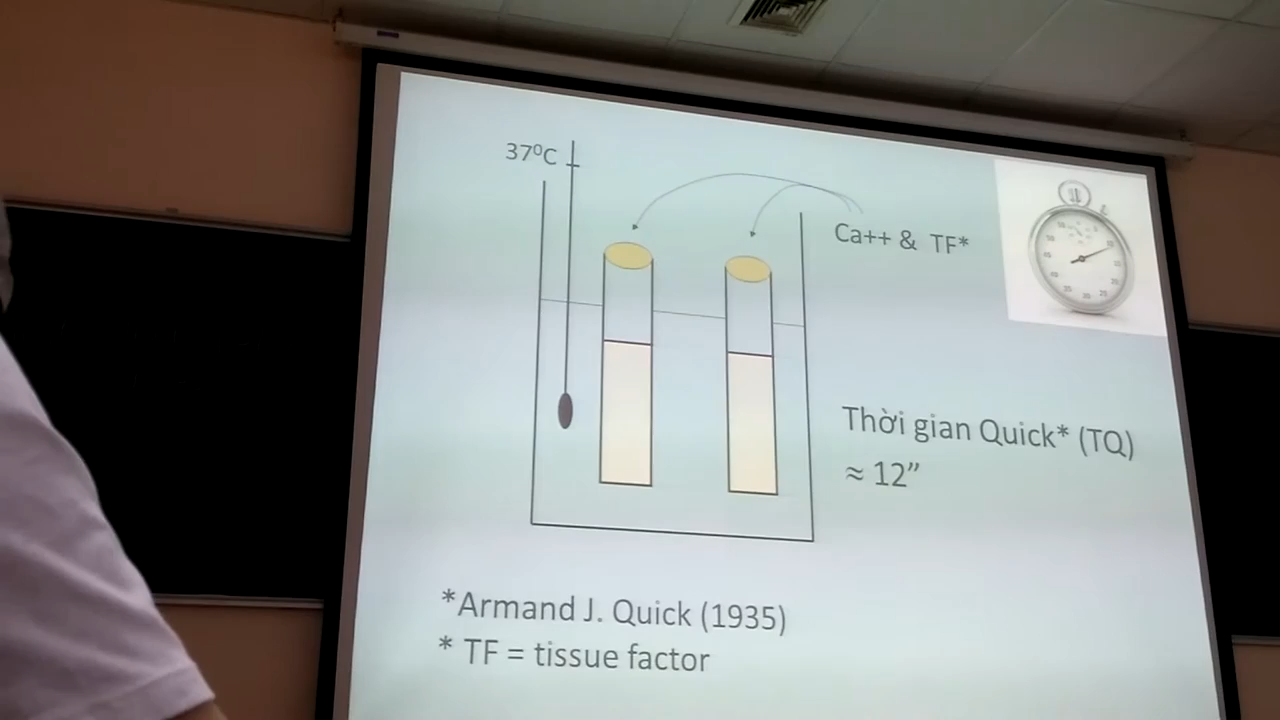 37⁰C
Ca++ & TF*
Thời gian Quick* (TQ)
≈ 12”
*Armand J. Quick (1935)
* TF = tissue factor